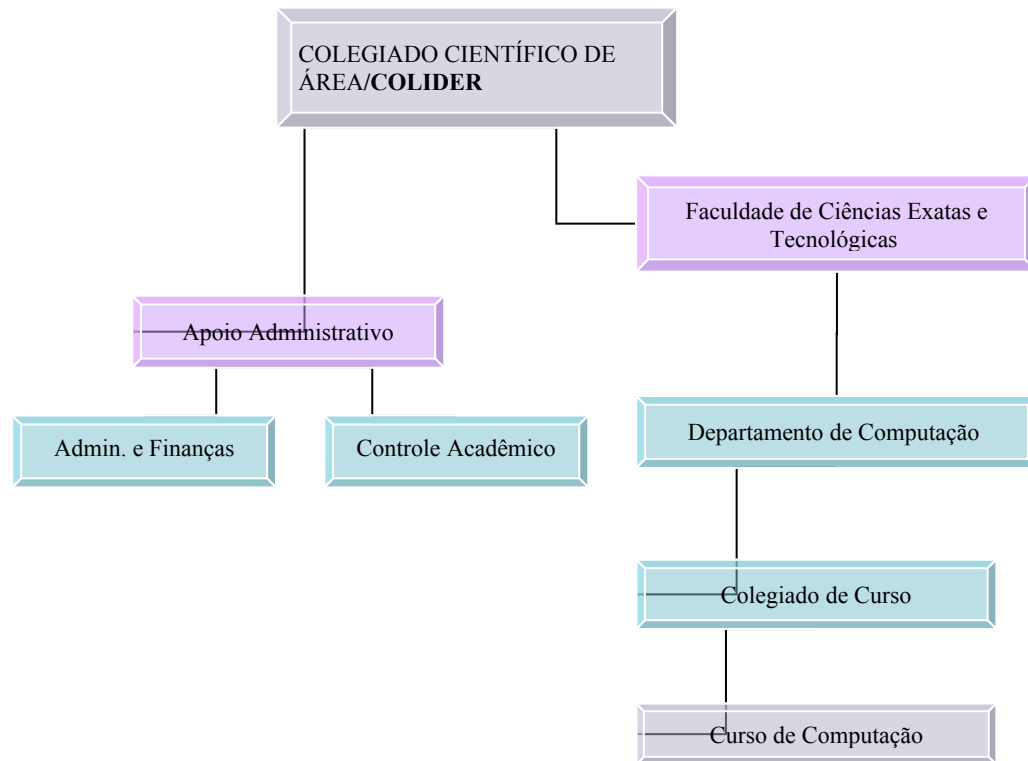 COLEGIADO CIENTÍFICO DE
ÁREA/COLIDER
Faculdade de Ciências Exatas e
Tecnológicas
Apoio Administrativo
Admin. e Finanças
Controle Acadêmico
Departamento de Computação
Colegiado de Curso
Curso de Computação